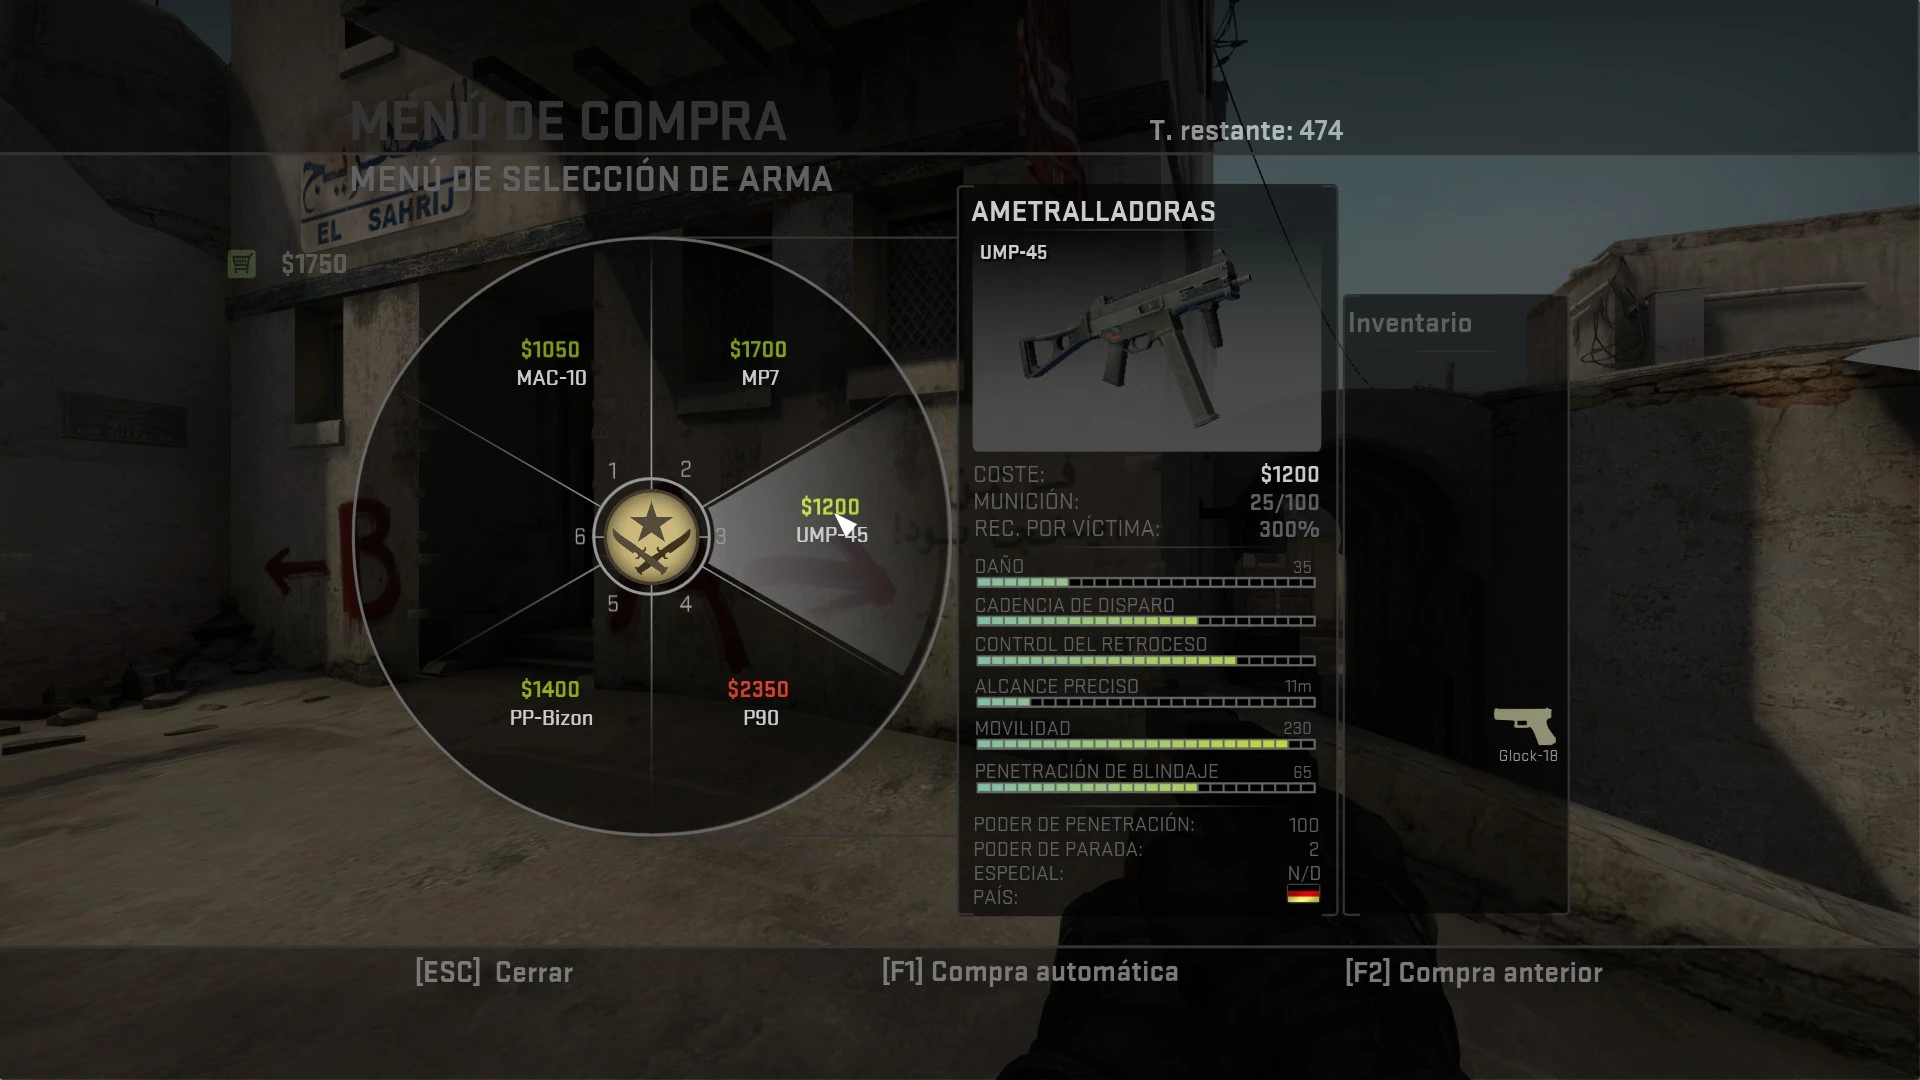 MENÚ DE COMPRA
T. restante: 474
MENÚ DE SELECCIÓN DE ARMA
EL SAHRIJ
$1750
$1050
MAC-10
$1700
MP7
$1200
UMP-45
$1400
PP-Bizon
$2350
P90
1
2
3
4
5
6
B
AMETRALLADORAS
UMP-45
COSTE: $1200
MUNICIÓN: 25/100
REC. POR VÍCTIMA: 300%
DAÑO 35
CADENCIA DE DISPARO
CONTROL DEL RETROCESO
ALCANCE PRECISO 11m
MOVILIDAD 230
PENETRACIÓN DE BLINDAJE 65
PODER DE PENETRACIÓN: 100
PODER DE PARADA: 2
ESPECIAL: N/D
PAÍS:
Inventario
Glock-18
[ESC] Cerrar
[F1] Compra automática
[F2] Compra anterior